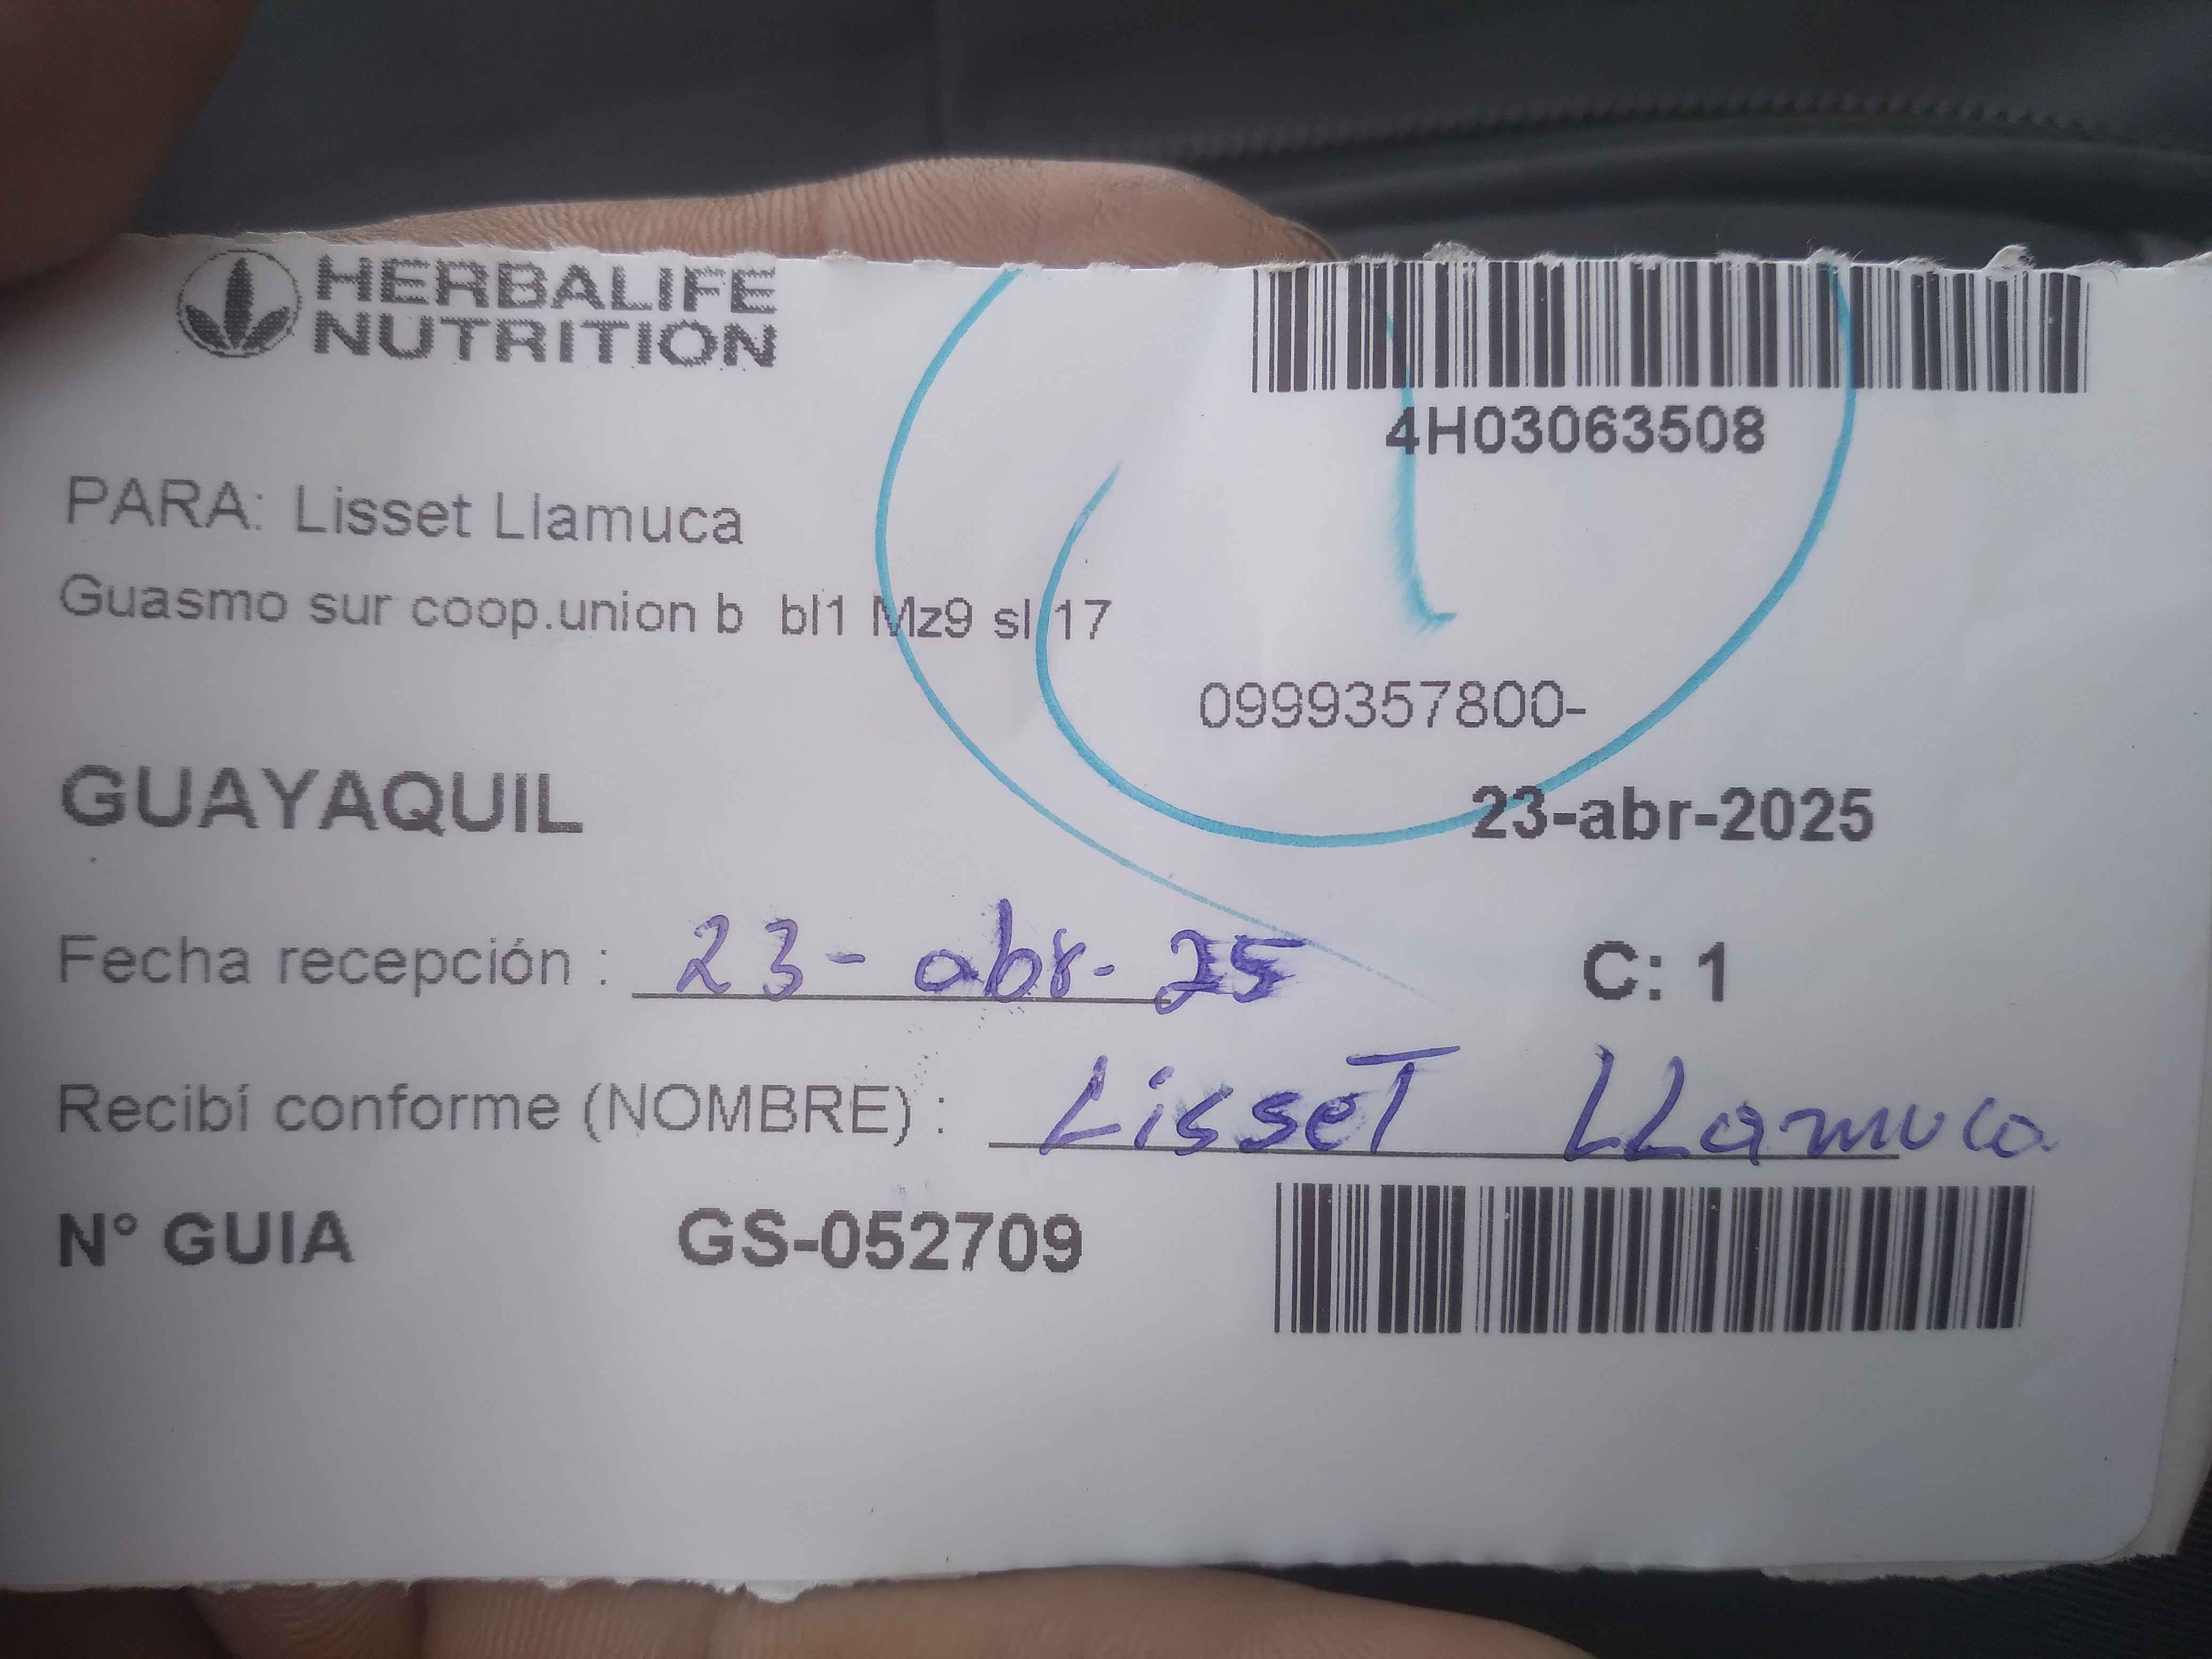 HERBALIFE
NUTRITION
4H03063508
PARA: Lisset Llamuca
Guasmo sur coop.union b bl1 Mz9 sl 17
0999357800-
GUAYAQUIL
23-abr-2025
Fecha recepción : 23-abr-25
C: 1
Recibí conforme (NOMBRE) : LisseT LLamuca
N° GUIA GS-052709